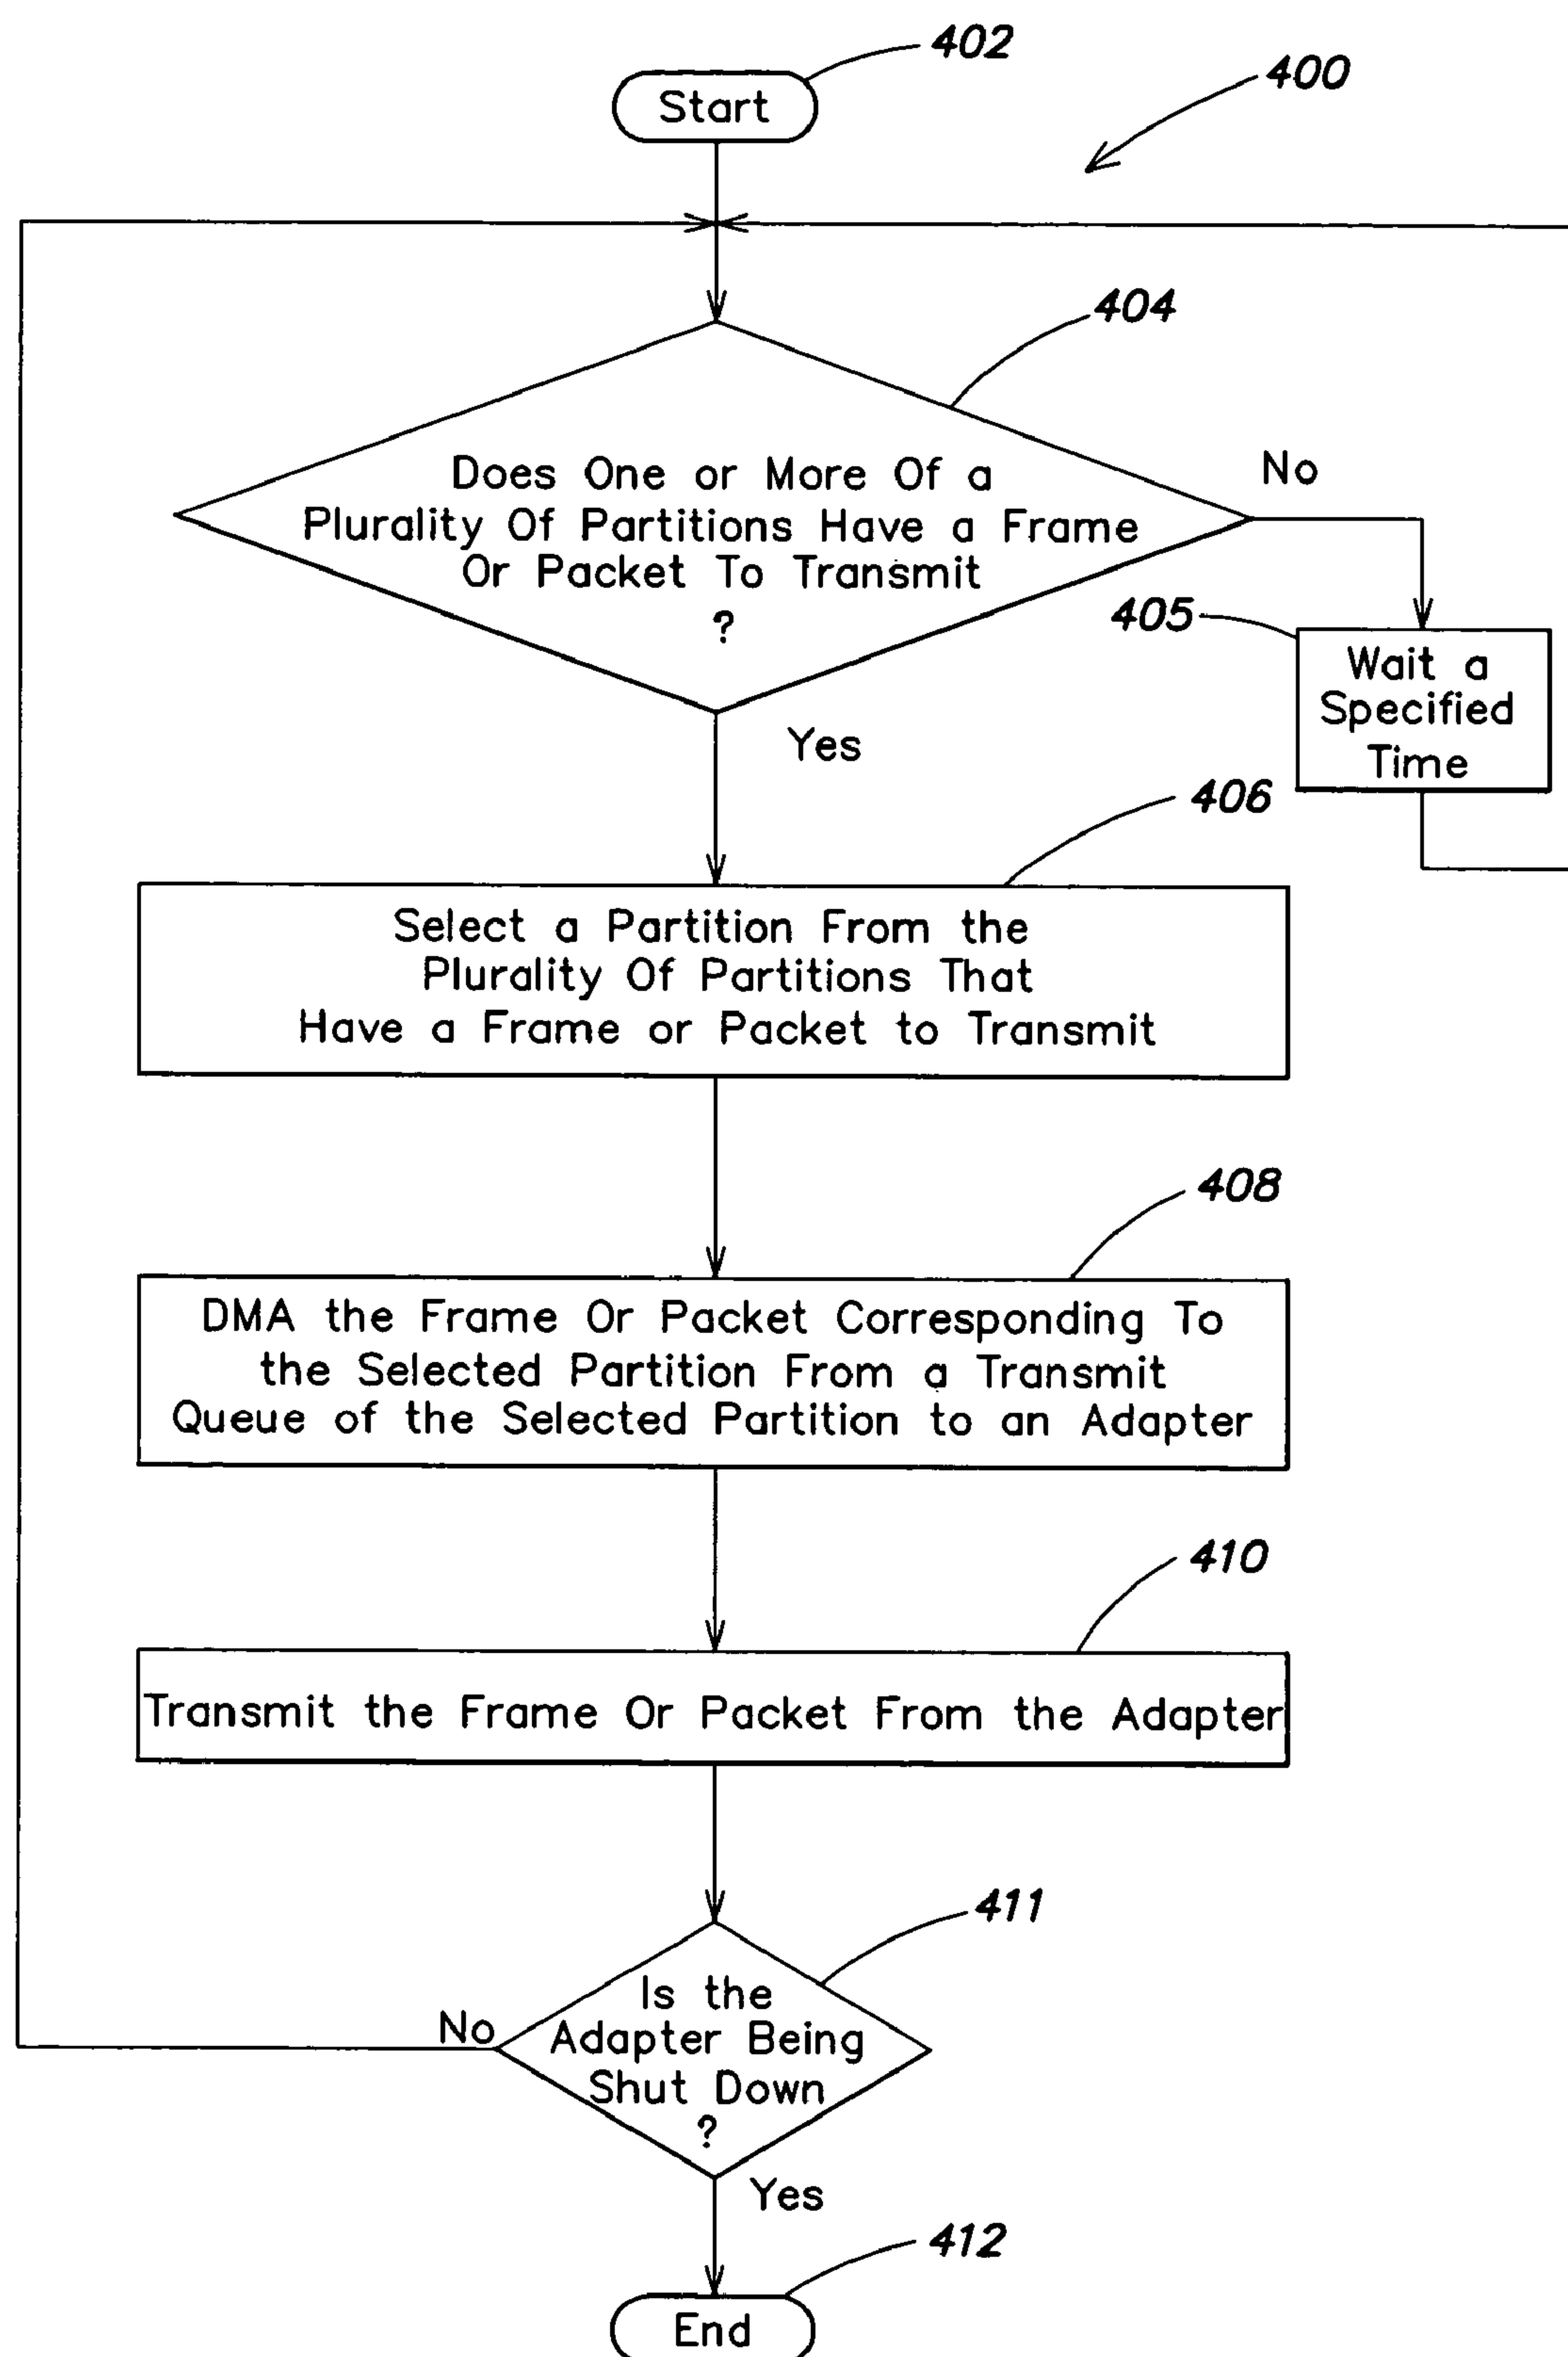 402
Start
400
404
Does One or More Of a
Plurality Of Partitions Have a Frame
Or Packet To Transmit
?
No
405
Wait a
Specified
Time
Yes
406
Select a Partition From the
Plurality Of Partitions That
Have a Frame or Packet to Transmit
408
DMA the Frame Or Packet Corresponding To
the Selected Partition From a Transmit
Queue of the Selected Partition to an Adapter
410
Transmit the Frame Or Packet From the Adapter
411
Is the
Adapter Being
Shut Down
?
No
Yes
412
End